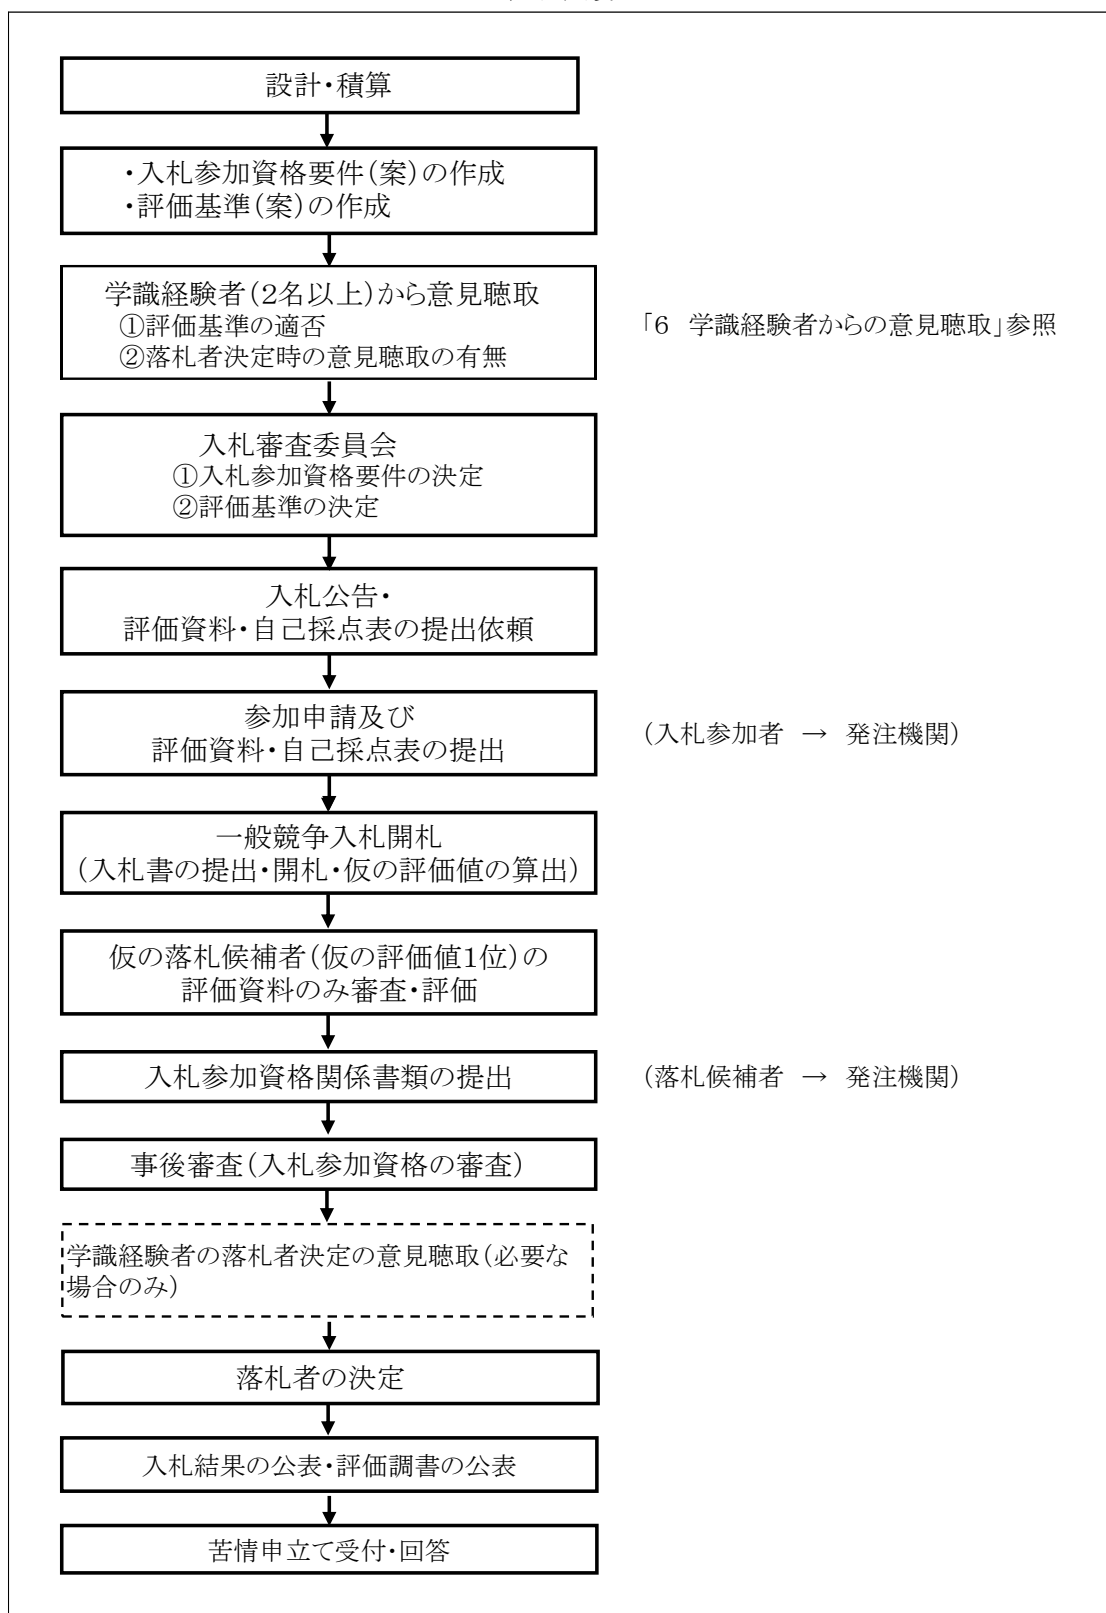 設計・積算
・入札参加資格要件（案）の作成
・評価基準（案）の作成
学識経験者（２名以上）から意見聴取
①評価基準の適否
②落札者決定時の意見聴取の有無
「６　学識経験者からの意見聴取」参照
入札審査委員会
①入札参加資格要件の決定
②評価基準の決定
入札公告・
評価資料・自己採点表の提出依頼
参加申請及び
評価資料・自己採点表の提出
（入札参加者　→　発注機関）
一般競争入札開札
（入札書の提出・開札・仮の評価値の算出）
仮の落札候補者（仮の評価値１位）の
評価資料のみ審査・評価
入札参加資格関係書類の提出
（落札候補者　→　発注機関）
事後審査（入札参加資格の審査）
学識経験者の落札者決定の意見聴取（必要な
場合のみ）
落札者の決定
入札結果の公表・評価調書の公表
苦情申立て受付・回答